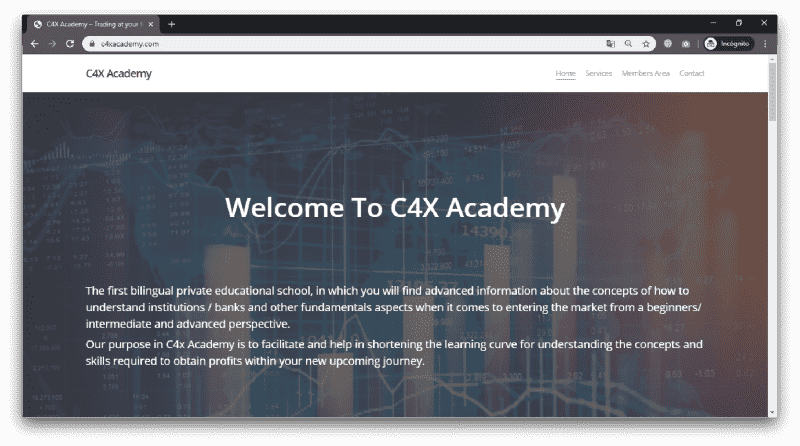 C4X Academy – Trading at your
c4xacademy.com
Incógnito
C4X Academy
Home Services Members Area Contact
Welcome To C4X Academy
14390.
The first bilingual private educational school, in which you will find advanced information about the concepts of how to
understand institutions / banks and other fundamentals aspects when it comes to entering the market from a beginners/
intermediate and advanced perspective.
Our purpose in C4x Academy is to facilitate and help in shortening the learning curve for understanding the concepts and
skills required to obtain profits within your new upcoming journey.